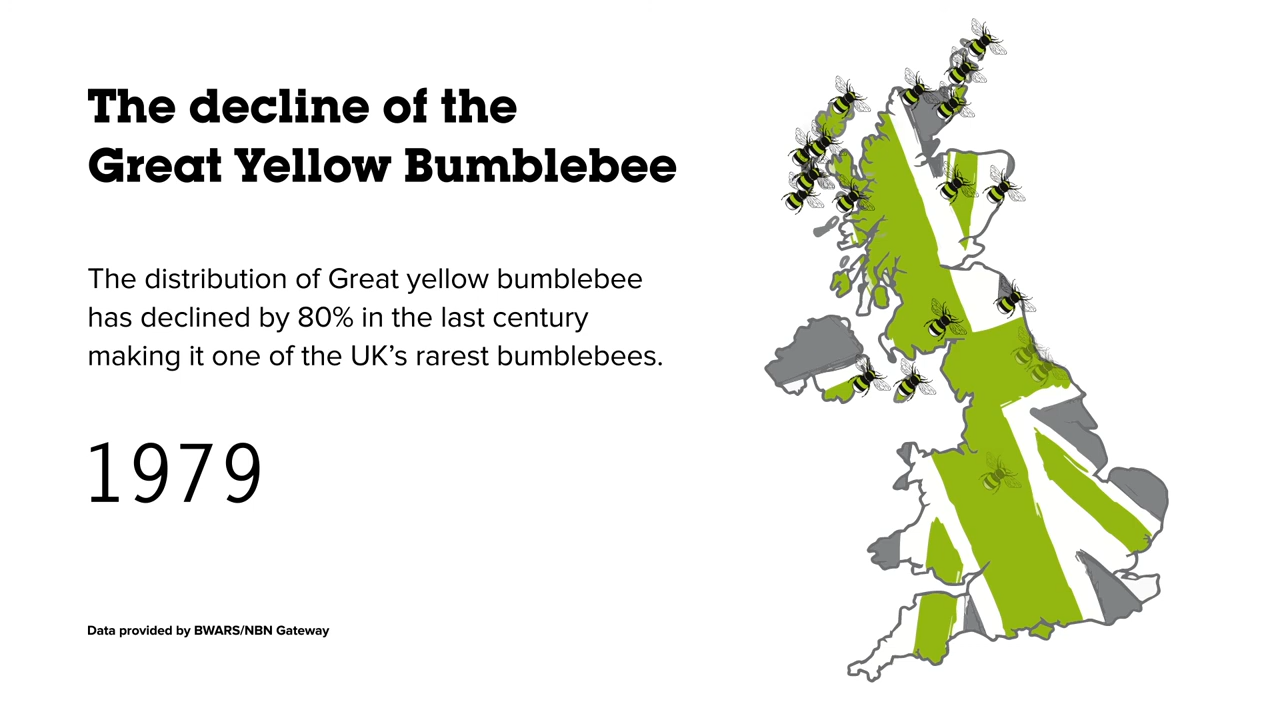 The decline of the
Great Yellow Bumblebee
The distribution of Great yellow bumblebee
has declined by 80% in the last century
making it one of the UK’s rarest bumblebees.
1979
Data provided by BWARS/NBN Gateway